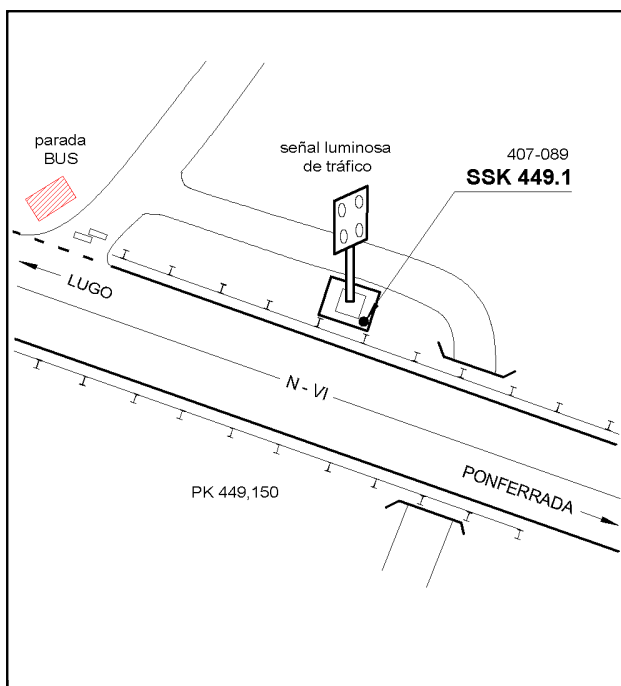 parada
BUS
señal luminosa
de tráfico
407-089
SSK 449.1
LUGO
N - VI
PONFERRADA
PK 449,150